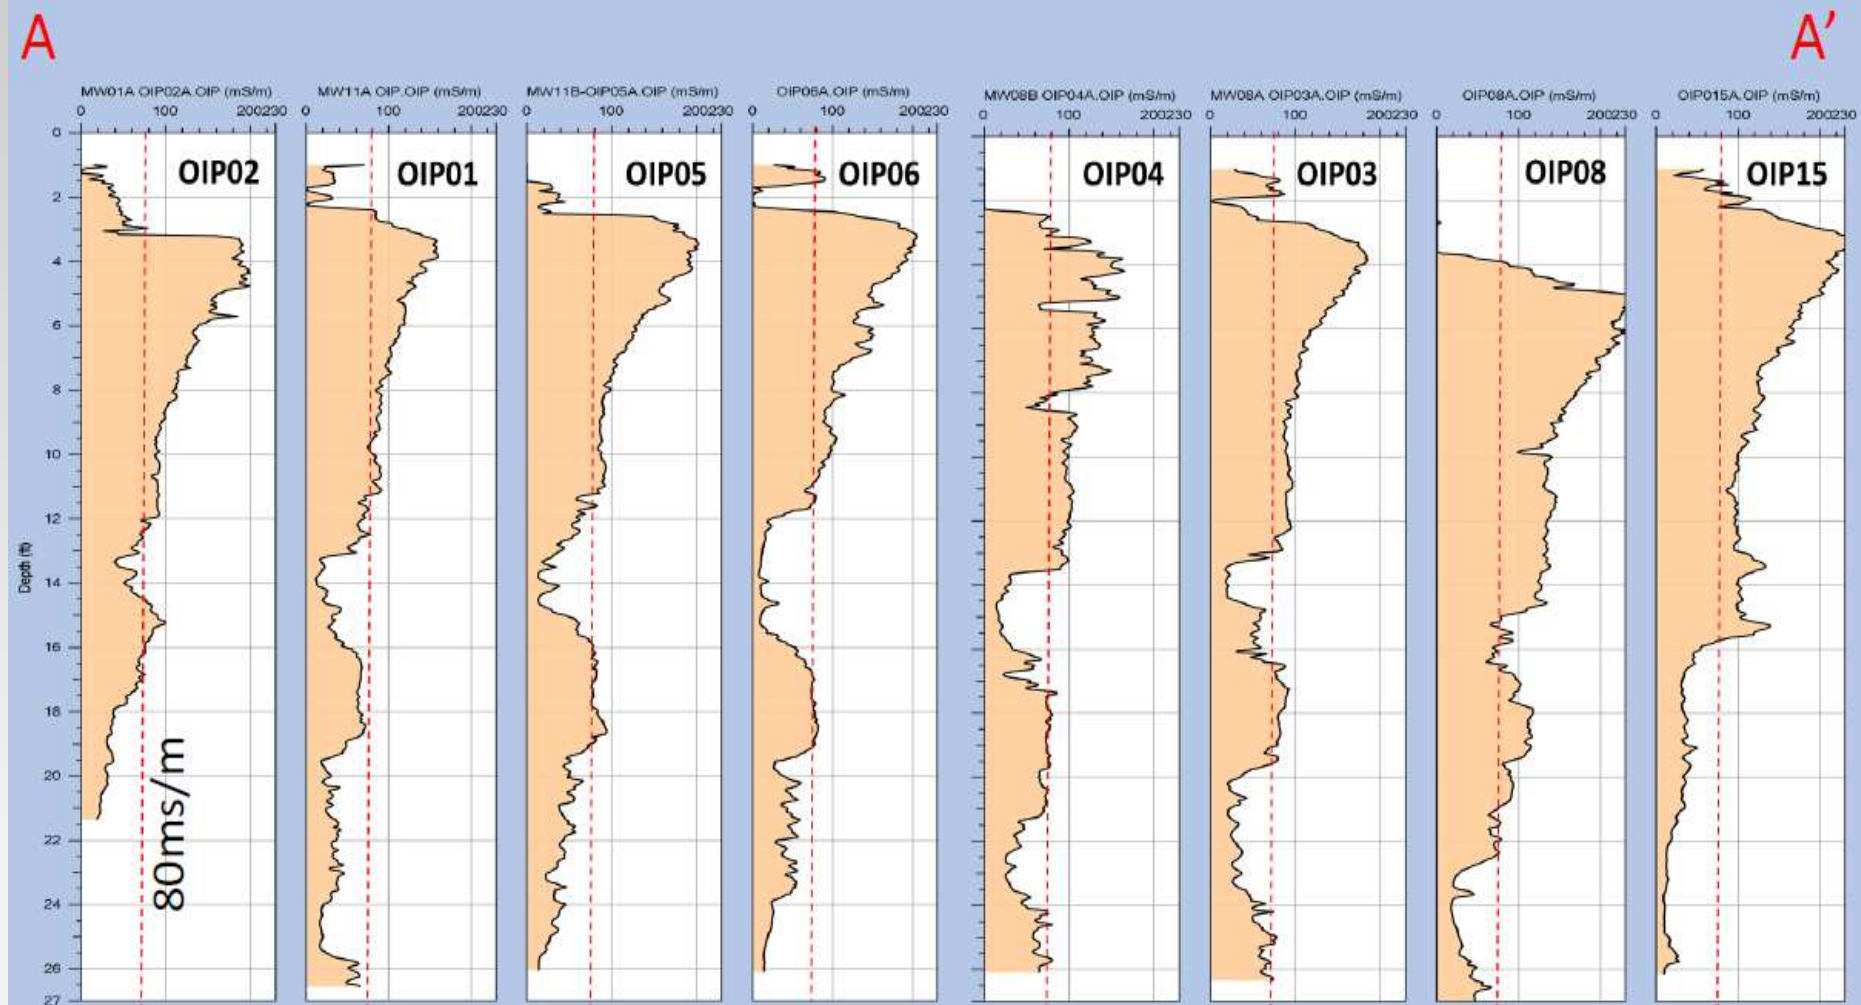 A
A′
MW01A OIP02A.OIP (mS/m)
0 100 200230
MW11A OIP.OIP (mS/m)
0 100 200230
MW11B-OIP05A.OIP (mS/m)
0 100 200230
OIP06A.OIP (mS/m)
0 100 200230
MW08B OIP04A.OIP (mS/m)
0 100 200230
MW08A OIP03A.OIP (mS/m)
0 100 200230
OIP08A.OIP (mS/m)
0 100 200230
OIP015A.OIP (mS/m)
0 100 200230
OIP02
OIP01
OIP05
OIP06
OIP04
OIP03
OIP08
OIP15
0
2
4
6
8
10
12
14
16
18
20
22
24
26
27
Depth (ft)
80ms/m